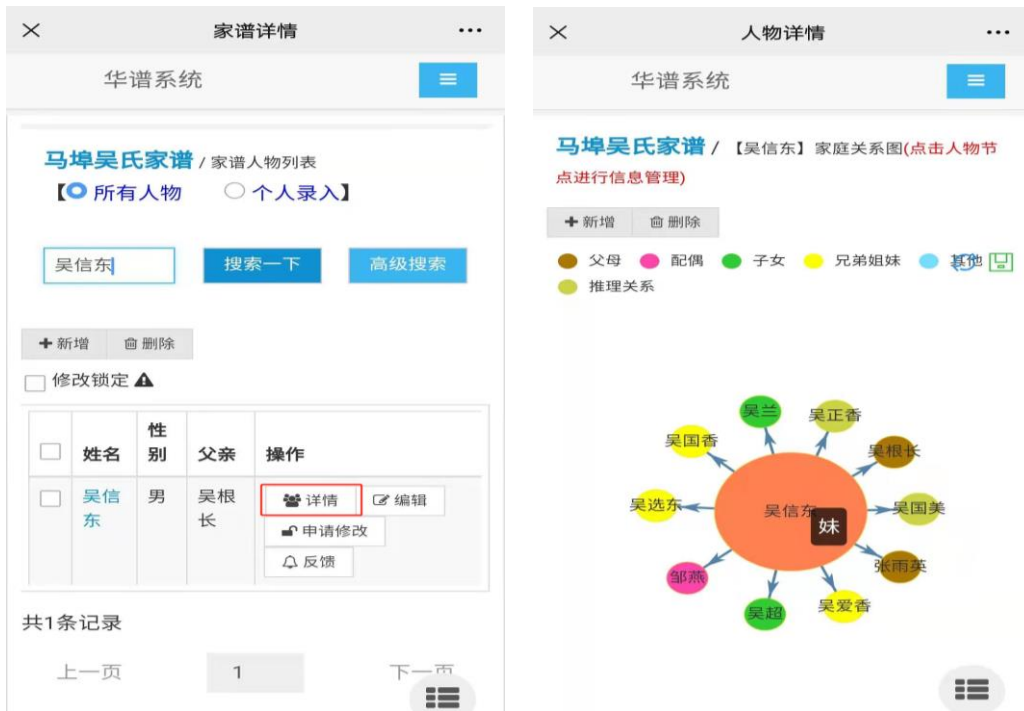 家谱详情
华谱系统
马埠吴氏家谱 / 家谱人物列表
【所有人物 个人录入】
吴信东 搜索一下 高级搜索
新增 删除
修改锁定
姓名 性别 父亲 操作
吴信东 男 吴根长 详情 编辑
申请修改
反馈
共1条记录
上一页 1 下一页
人物详情
华谱系统
马埠吴氏家谱 / 【吴信东】家庭关系图(点击人物节
点进行信息管理)
新增 删除
父母 配偶 子女 兄弟姐妹 其他
推理关系
吴兰
吴正香
吴国香
吴根长
吴选东
吴信东
妹
吴国美
张雨英
邹燕
吴超
吴爱香